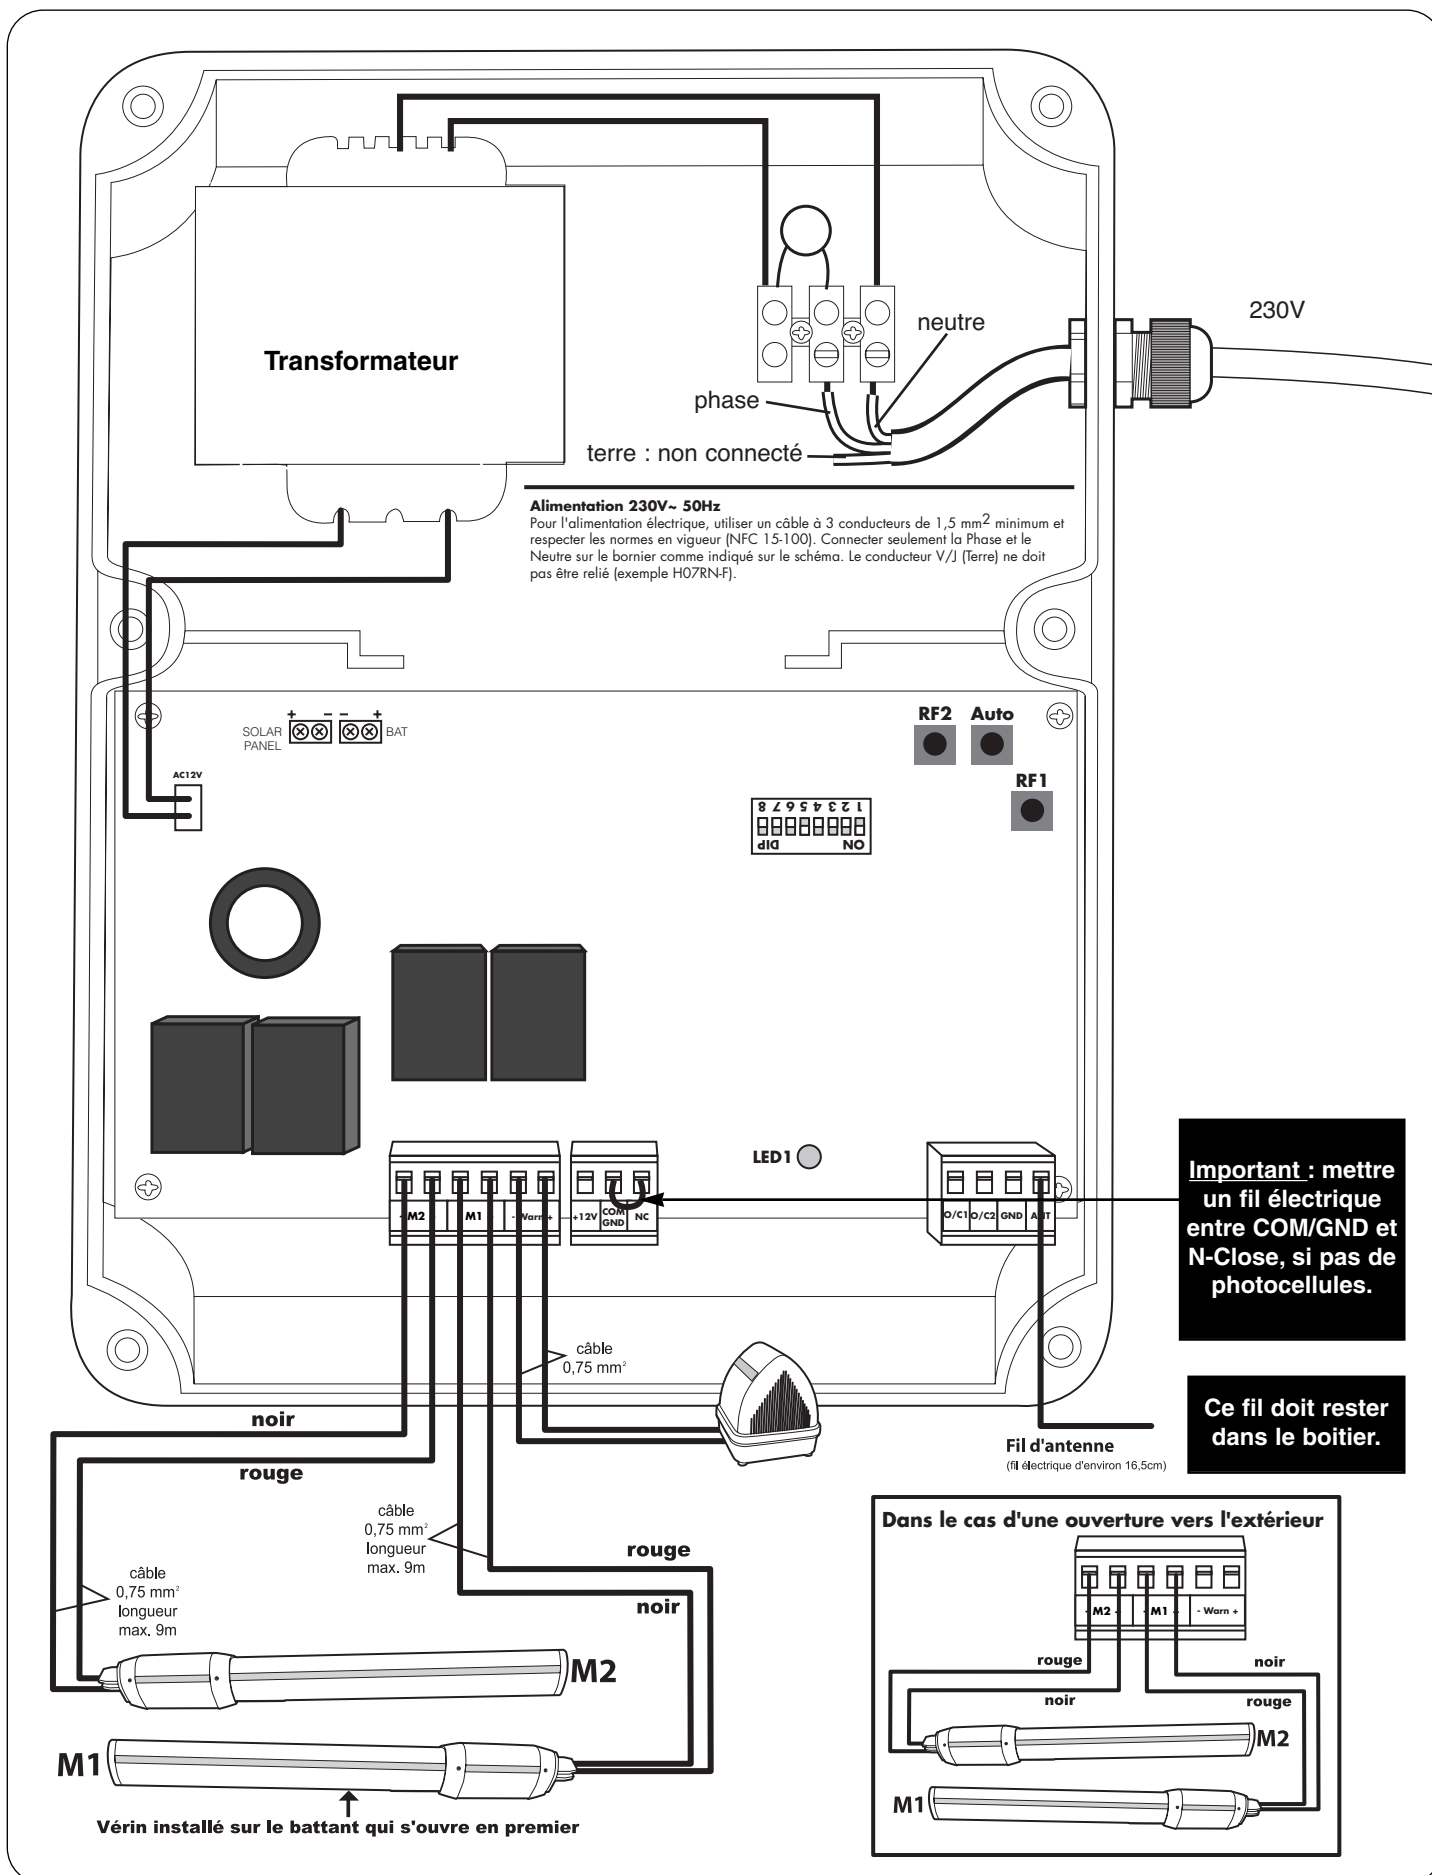 230V
Transformateur
neutre
phase
terre : non connecté
Alimentation 230V~ 50Hz
Pour l'alimentation électrique, utiliser un câble à 3 conducteurs de 1,5 mm2 minimum et
respecter les normes en vigueur (NFC 15-100). Connecter seulement la Phase et le
Neutre sur le bornier comme indiqué sur le schéma. Le conducteur V/J (Terre) ne doit
pas être relié (exemple H07RN-F).
+ - - +
SOLAR
PANEL
BAT
AC12V
RF2 Auto
RF1
1 2 3 4 5 6 7 8
ON DIP
LED1
- M2 M1 - Warn +
+12V COM GND NC
O/C1 O/C2 GND ANT
Important : mettre
un fil électrique
entre COM/GND et
N-Close, si pas de
photocellules.
câble
0,75 mm²
Ce fil doit rester
dans le boitier.
Fil d'antenne
(fil électrique d'environ 16,5cm)
noir
rouge
câble
0,75 mm²
longueur
max. 9m
rouge
noir
câble
0,75 mm²
longueur
max. 9m
M2
M1
Vérin installé sur le battant qui s'ouvre en premier
Dans le cas d'une ouverture vers l'extérieur
- M2 - - M1 - - Warn +
rouge
noir
noir
rouge
M2
M1